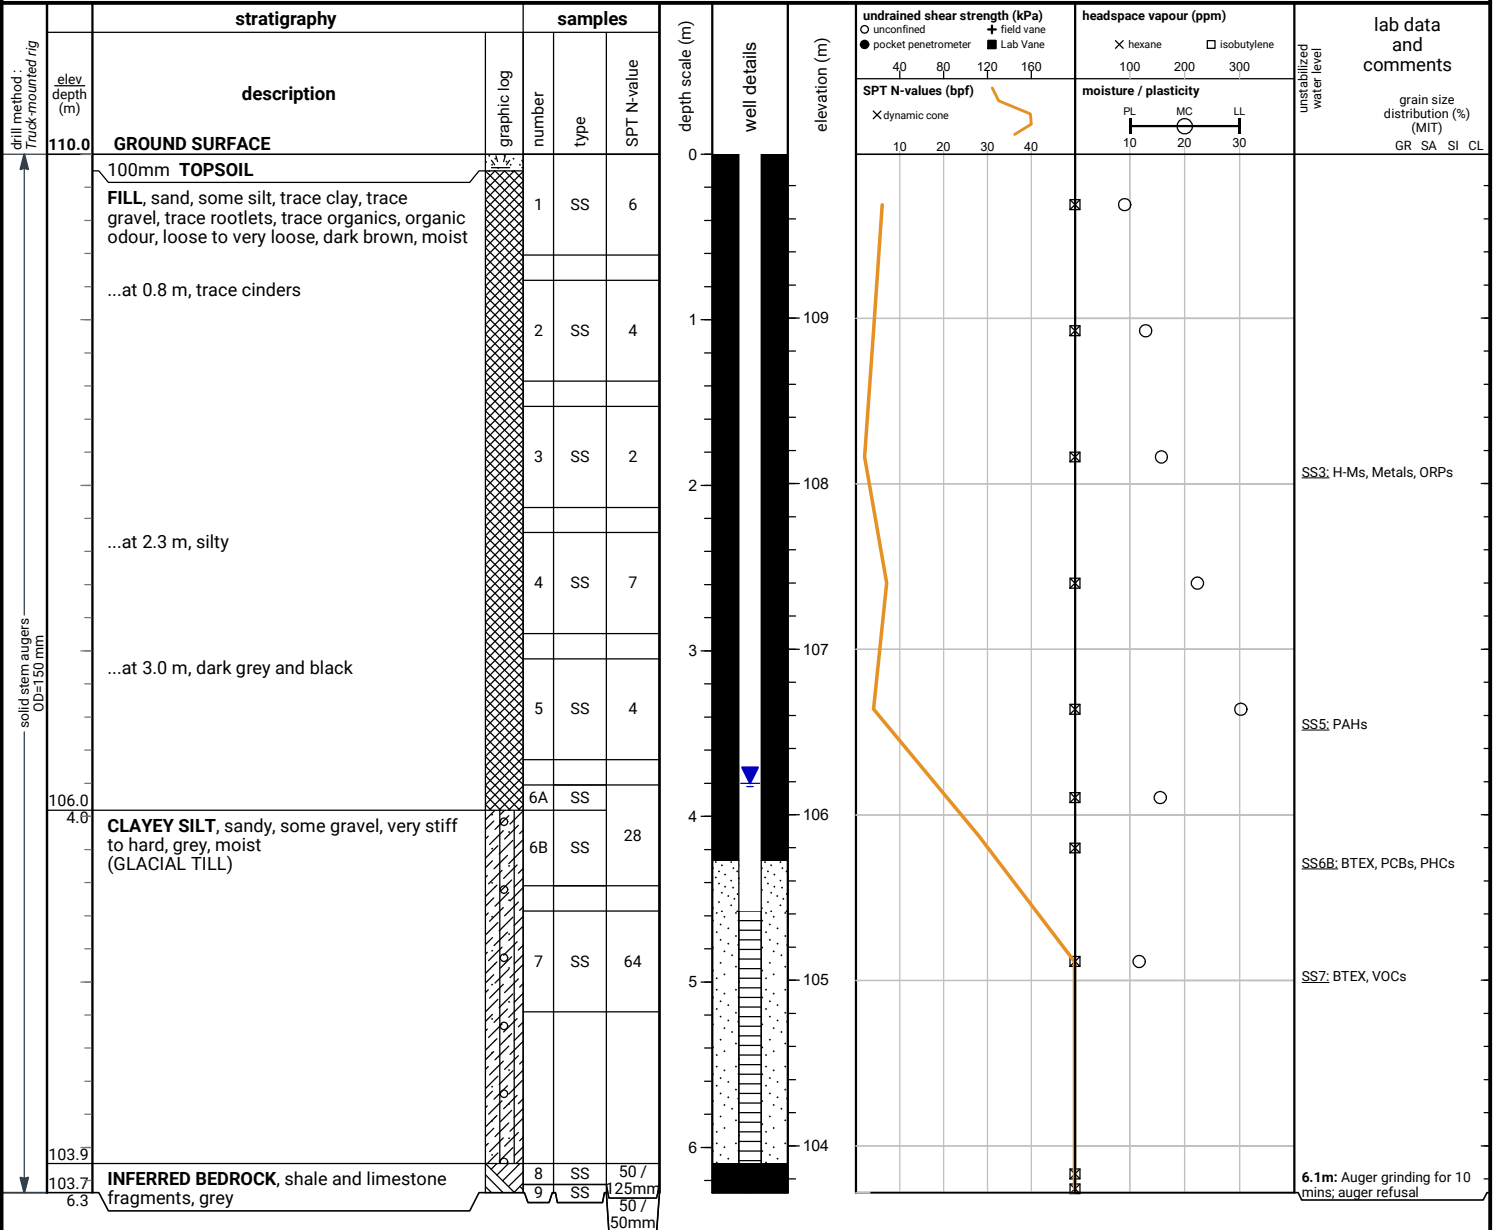 stratigraphy
samples
drill method :
Truck-mounted rig
elev
depth
(m)
description
graphic log
number
type
SPT N-value
depth scale (m)
well details
elevation (m)
undrained shear strength (kPa)
unconfined
field vane
pocket penetrometer
Lab Vane
40 80 120 160
SPT N-values (bpf)
dynamic cone
10 20 30 40
headspace vapour (ppm)
hexane
isobutylene
100 200 300
moisture / plasticity
PL MC LL
10 20 30
unstabilized
water level
lab data
and
comments
grain size
distribution (%)
(MIT)
GR SA SI CL
110.0 GROUND SURFACE
0
100mm TOPSOIL
FILL, sand, some silt, trace clay, trace
gravel, trace rootlets, trace organics, organic
odour, loose to very loose, dark brown, moist
1 SS 6
...at 0.8 m, trace cinders
2 SS 4
1
109
3 SS 2
SS3: H-Ms, Metals, ORPs
2
108
...at 2.3 m, silty
4 SS 7
solid stem augers
OD=150 mm
3
107
...at 3.0 m, dark grey and black
5 SS 4
SS5: PAHs
6A SS
106.0
4.0
4
106
CLAYEY SILT, sandy, some gravel, very stiff
to hard, grey, moist
(GLACIAL TILL)
6B SS
28
SS6B: BTEX, PCBs, PHCs
7 SS 64
SS7: BTEX, VOCs
5
105
6
104
103.9
INFERRED BEDROCK, shale and limestone
fragments, grey
8 SS 50 /
125mm
103.7
6.3
9 SS
50 /
50mm
6.1m: Auger grinding for 10
mins; auger refusal